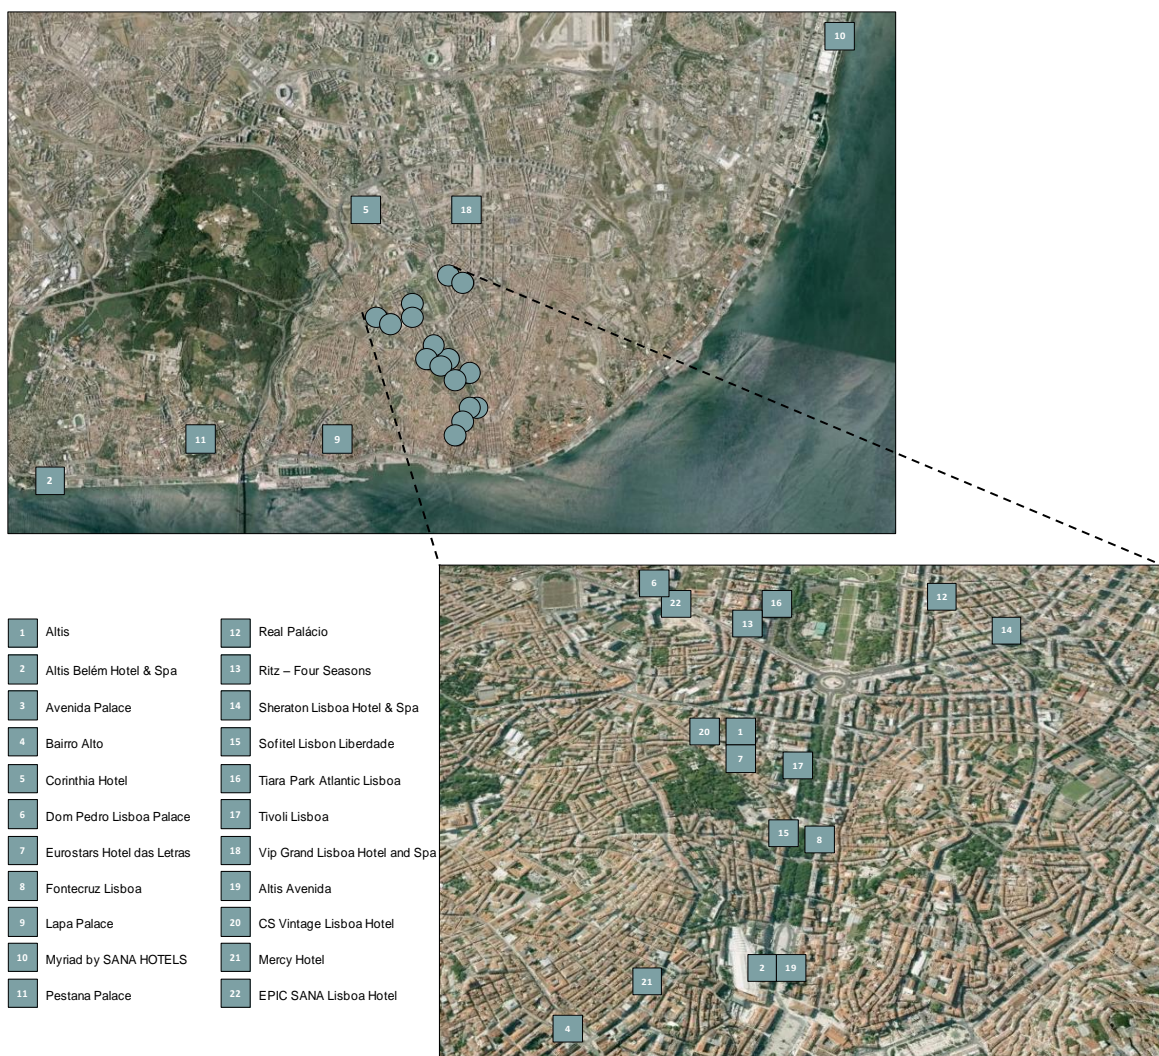 10
5
18
11
9
2
6
22
16
13
12
14
20
1
7
17
15
8
2
19
21
4
1 Altis
2 Altis Belém Hotel & Spa
3 Avenida Palace
4 Bairro Alto
5 Corinthia Hotel
6 Dom Pedro Lisboa Palace
7 Eurostars Hotel das Letras
8 Fontecruz Lisboa
9 Lapa Palace
10 Myriad by SANA HOTELS
11 Pestana Palace
12 Real Palácio
13 Ritz – Four Seasons
14 Sheraton Lisboa Hotel & Spa
15 Sofitel Lisbon Liberdade
16 Tiara Park Atlantic Lisboa
17 Tivoli Lisboa
18 Vip Grand Lisboa Hotel and Spa
19 Altis Avenida
20 CS Vintage Lisboa Hotel
21 Mercy Hotel
22 EPIC SANA Lisboa Hotel